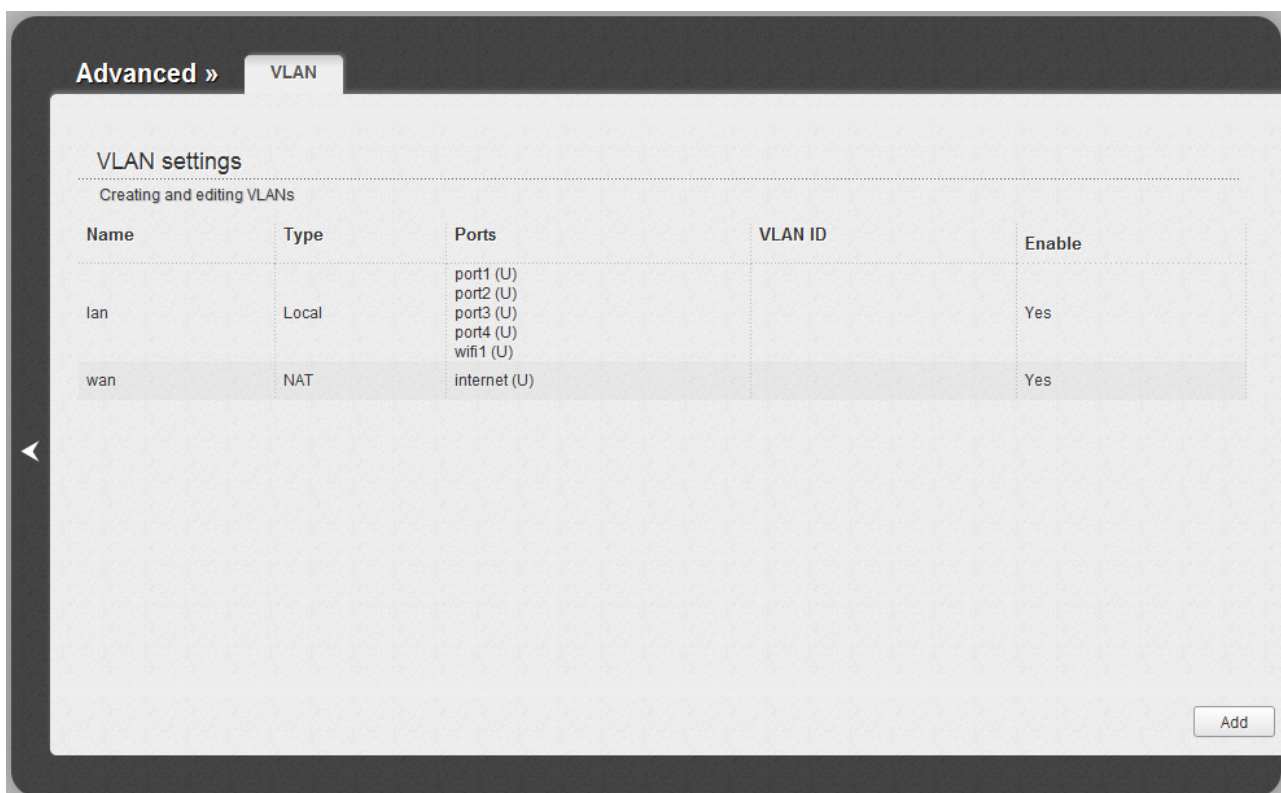 Advanced » VLAN
VLAN settings
Creating and editing VLANs
Name Type Ports VLAN ID Enable
port1 (U)
port2 (U)
lan Local port3 (U) Yes
port4 (U)
wifi1 (U)
wan NAT internet (U) Yes
Add